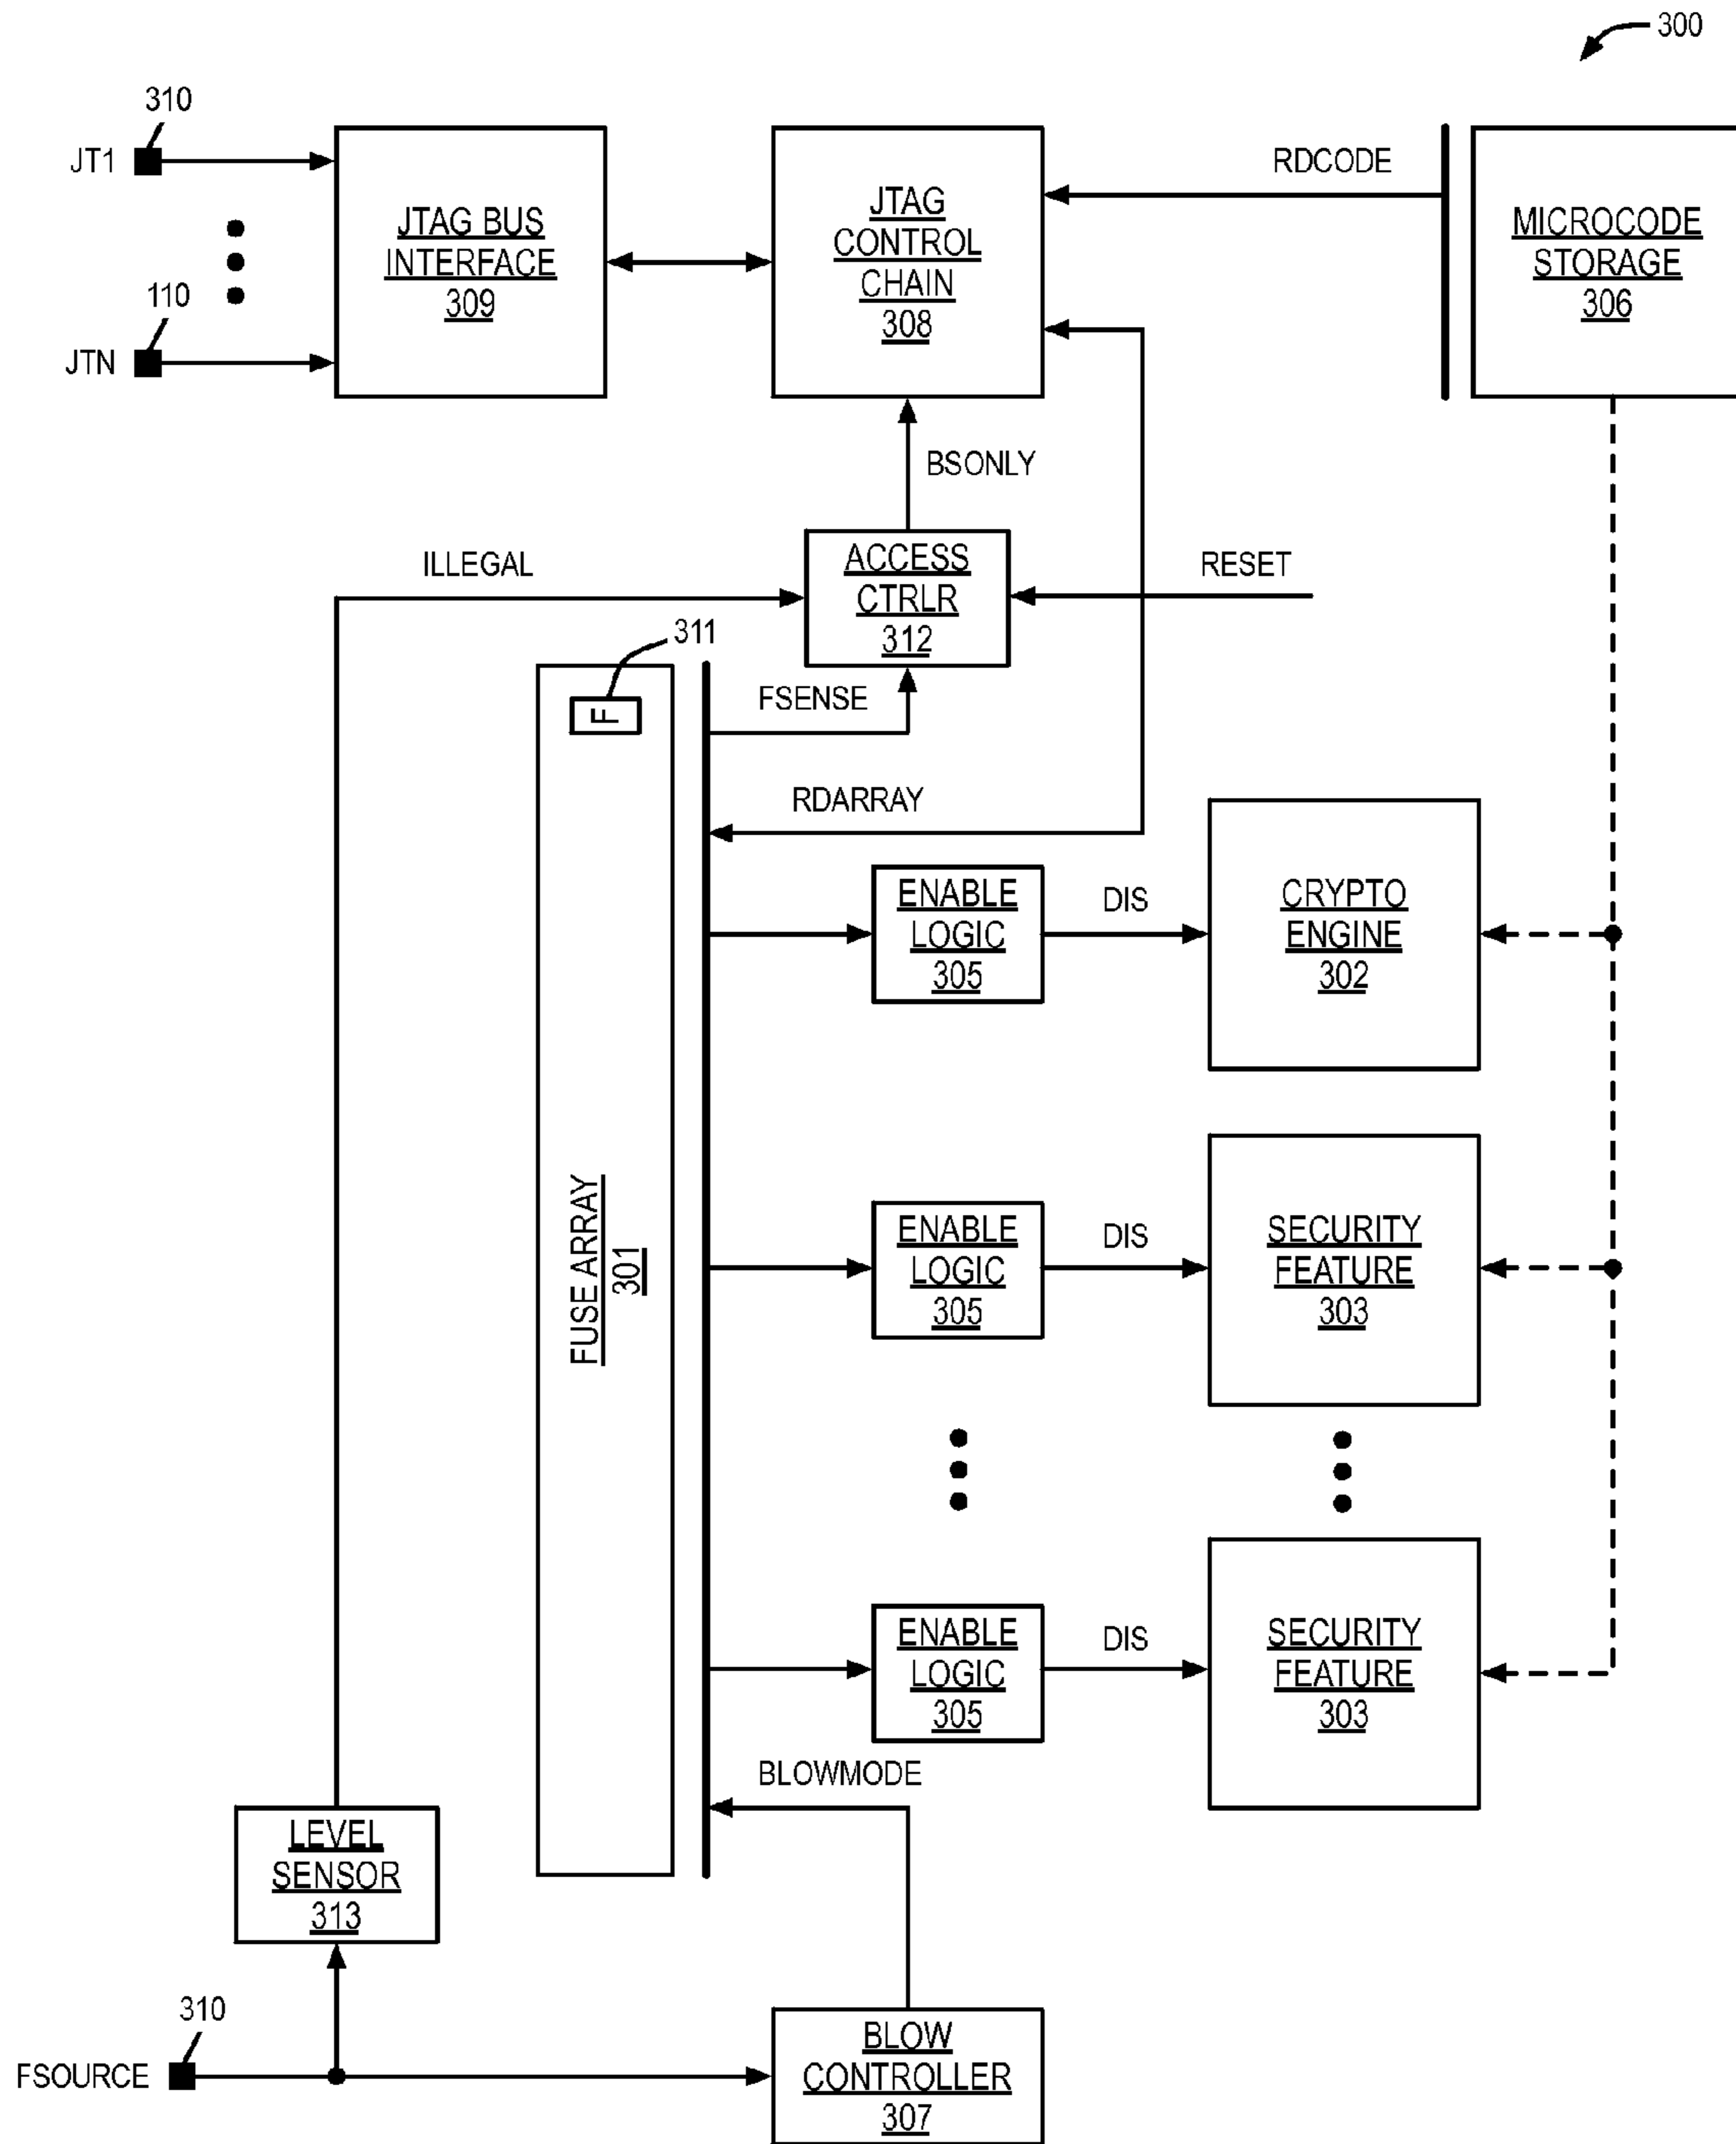 300
310
JT1
JTAG BUS
INTERFACE
309
JTAG
CONTROL
CHAIN
308
RDCODE
MICROCODE
STORAGE
306
110
JTN
BSONLY
ILLEGAL
ACCESS
CTRLR
312
RESET
311
F
FSENSE
RDARRAY
ENABLE
LOGIC
305
DIS
CRYPTO
ENGINE
302
FUSE ARRAY
301
ENABLE
LOGIC
305
DIS
SECURITY
FEATURE
303
ENABLE
LOGIC
305
DIS
SECURITY
FEATURE
303
BLOWMODE
LEVEL
SENSOR
313
310
FSOURCE
BLOW
CONTROLLER
307